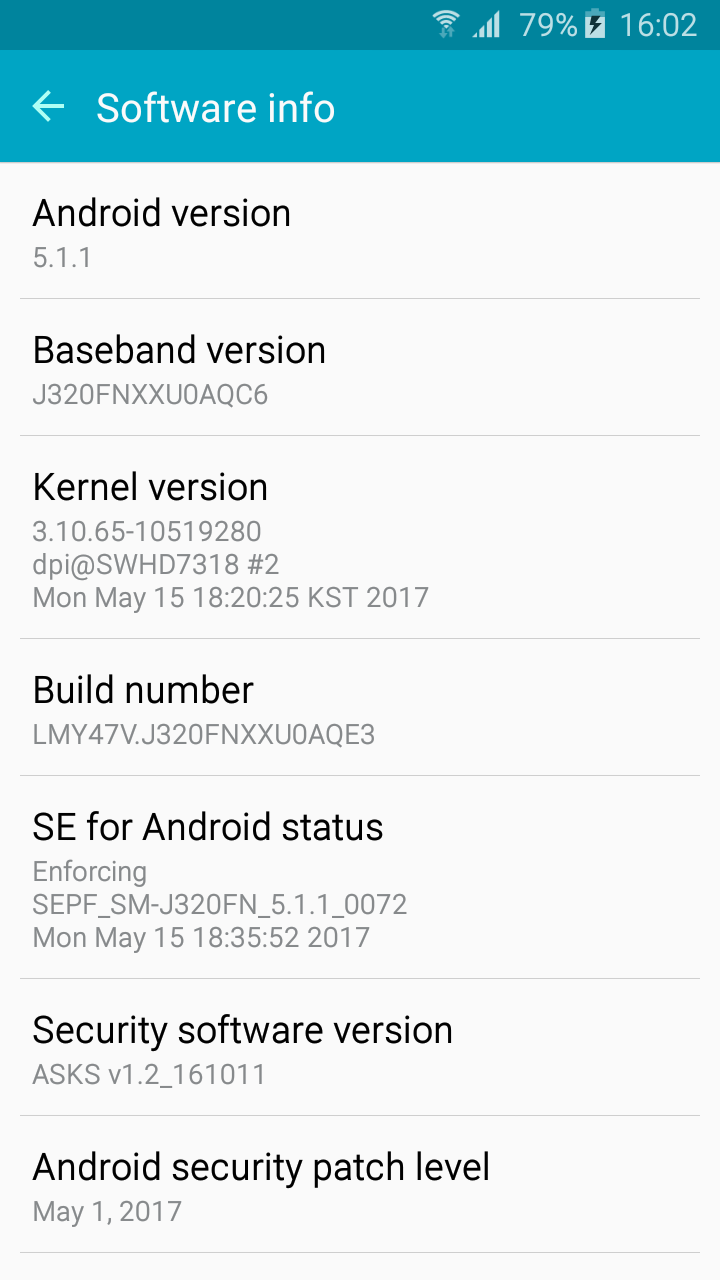 79% 16:02
Software info
Android version
5.1.1
Baseband version
J320FNXXU0AQC6
Kernel version
3.10.65-10519280
dpi@SWHD7318 #2
Mon May 15 18:20:25 KST 2017
Build number
LMY47V.J320FNXXU0AQE3
SE for Android status
Enforcing
SEPF_SM-J320FN_5.1.1_0072
Mon May 15 18:35:52 2017
Security software version
ASKS v1.2_161011
Android security patch level
May 1, 2017